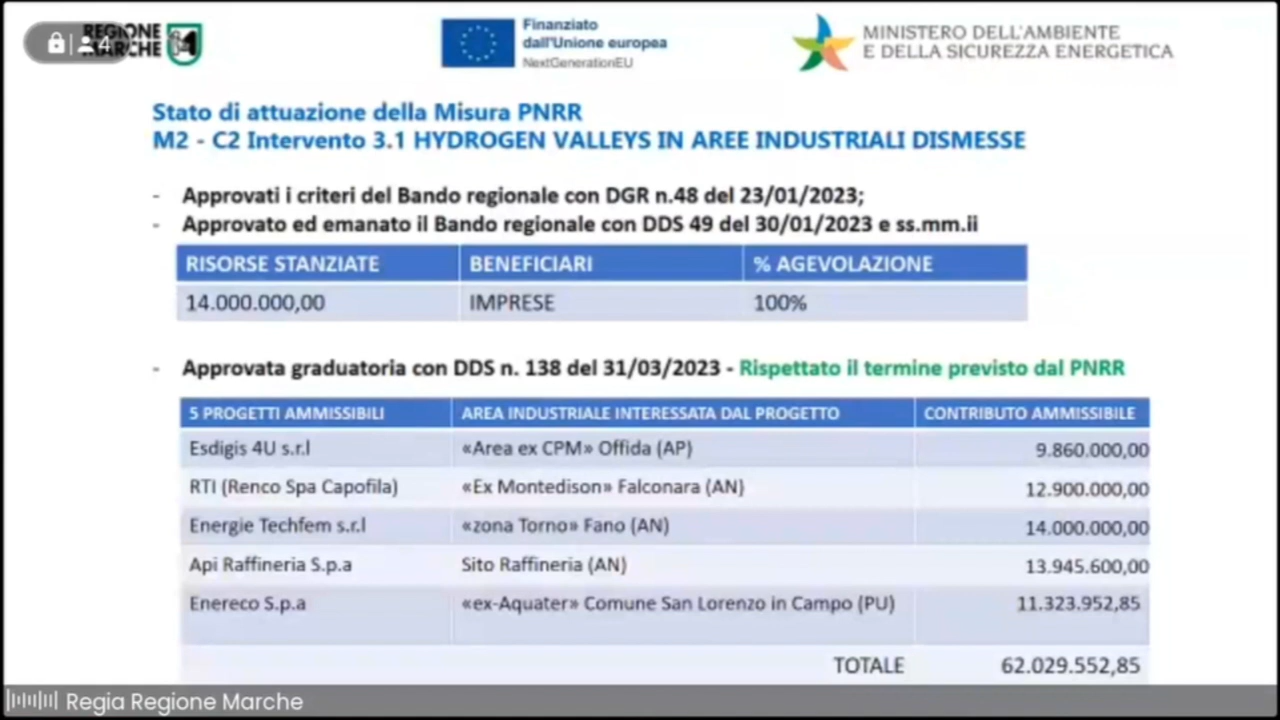 REGIONE
MARCHE
4
Finanziato
dall'Unione europea
NextGenerationEU
MINISTERO DELL'AMBIENTE
E DELLA SICUREZZA ENERGETICA
Stato di attuazione della Misura PNRR
M2 - C2 Intervento 3.1 HYDROGEN VALLEYS IN AREE INDUSTRIALI DISMESSE
- Approvati i criteri del Bando regionale con DGR n.48 del 23/01/2023;
- Approvato ed emanato il Bando regionale con DDS 49 del 30/01/2023 e ss.mm.ii
RISORSE STANZIATE BENEFICIARI % AGEVOLAZIONE
14.000.000,00 IMPRESE 100%
- Approvata graduatoria con DDS n. 138 del 31/03/2023 - Rispettato il termine previsto dal PNRR
5 PROGETTI AMMISSIBILI AREA INDUSTRIALE INTERESSATA DAL PROGETTO CONTRIBUTO AMMISSIBILE
Esdigis 4U s.r.l «Area ex CPM» Offida (AP) 9.860.000,00
RTI (Renco Spa Capofila) «Ex Montedison» Falconara (AN) 12.900.000,00
Energie Techfem s.r.l «zona Torno» Fano (AN) 14.000.000,00
Api Raffineria S.p.a Sito Raffineria (AN) 13.945.600,00
Enereco S.p.a «ex-Aquater» Comune San Lorenzo in Campo (PU) 11.323.952,85
TOTALE 62.029.552,85
Regia Regione Marche